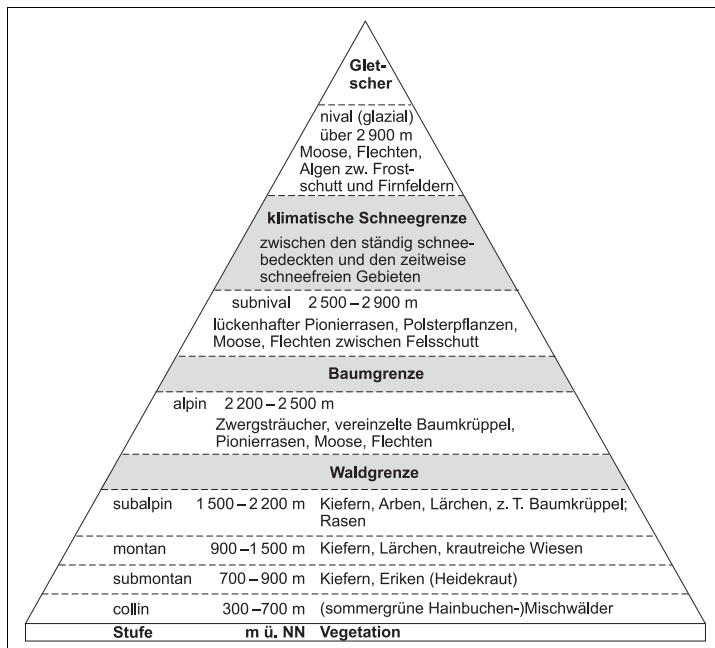 Glet-
scher
nival (glazial)
über 2 900 m
Moose, Flechten,
Algen zw. Frost-
schutt und Firnfeldern
klimatische Schneegrenze
zwischen den ständig schnee-
bedeckten und den zeitweise
schneefreien Gebieten
subnival 2 500 – 2 900 m
lückenhafter Pionierrasen, Polsterpflanzen,
Moose, Flechten zwischen Felsschutt
Baumgrenze
alpin 2 200 – 2 500 m
Zwergsträucher, vereinzelte Baumkrüppel,
Pionierrasen, Moose, Flechten
Waldgrenze
subalpin 1 500 – 2 200 m Kiefern, Arben, Lärchen, z. T. Baumkrüppel;
Rasen
montan 900 –1 500 m Kiefern, Lärchen, krautreiche Wiesen
submontan 700 – 900 m Kiefern, Eriken (Heidekraut)
collin 300 –700 m (sommergrüne Hainbuchen-)Mischwälder
Stufe m ü. NN Vegetation